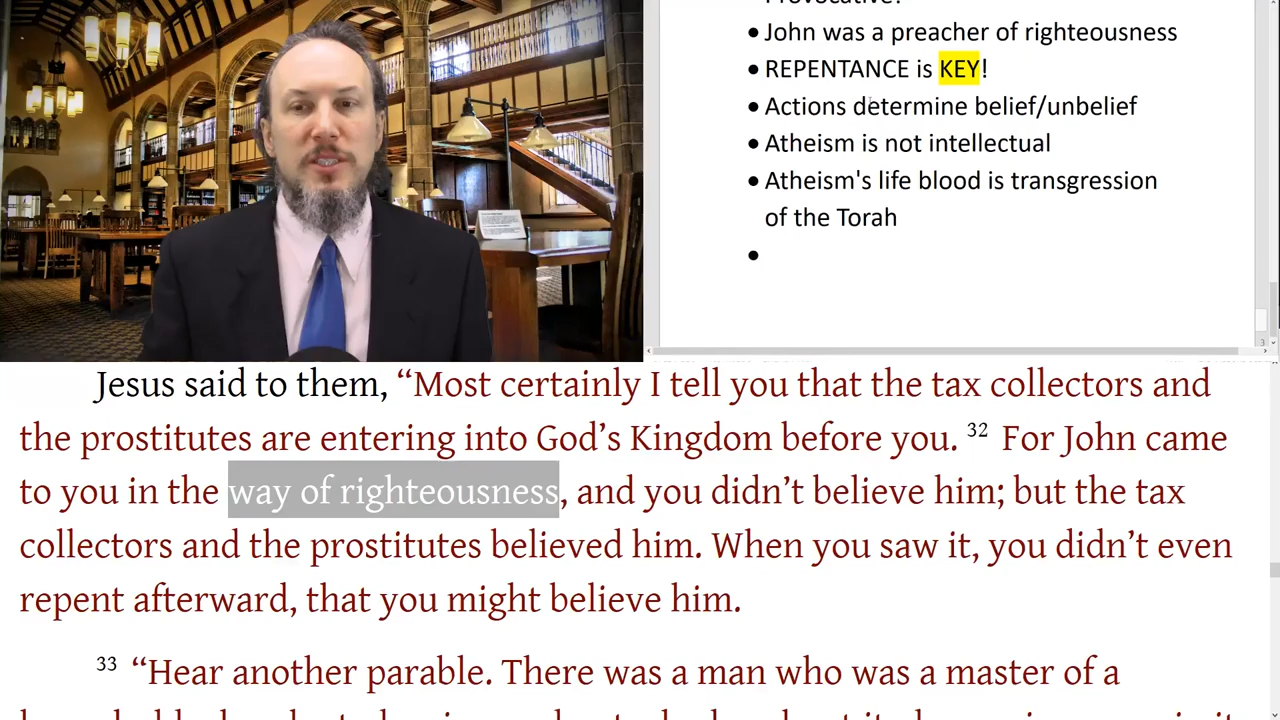 • John was a preacher of righteousness
• REPENTANCE is KEY!
• Actions determine belief/unbelief
• Atheism is not intellectual
• Atheism's life blood is transgression
of the Torah
•
Jesus said to them, “Most certainly I tell you that the tax collectors and
the prostitutes are entering into God’s Kingdom before you. 32 For John came
to you in the way of righteousness, and you didn’t believe him; but the tax
collectors and the prostitutes believed him. When you saw it, you didn’t even
repent afterward, that you might believe him.
33 “Hear another parable. There was a man who was a master of a